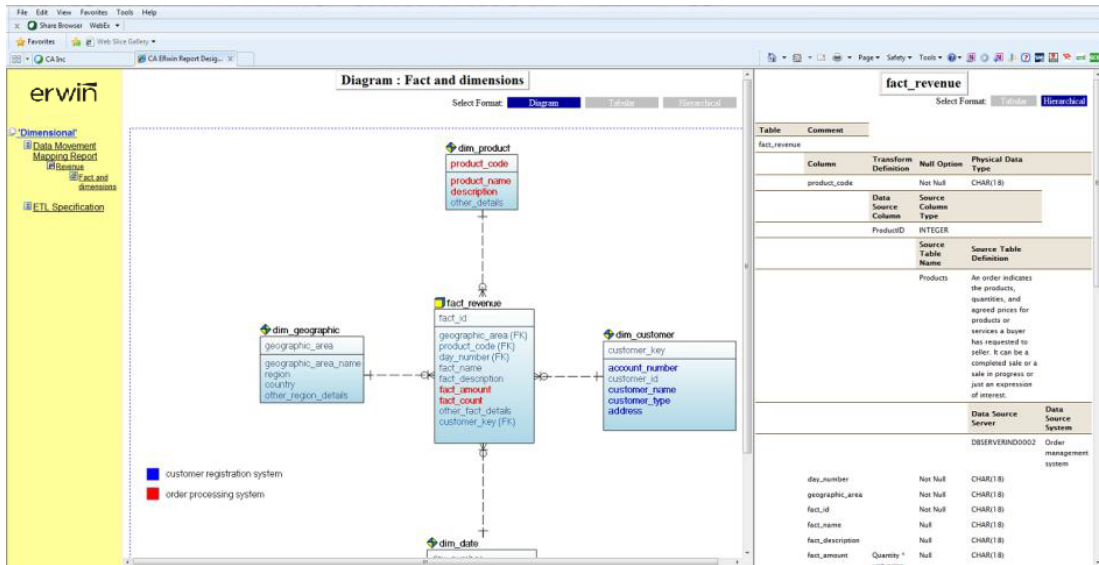 File Edit View Favorites Tools Help
x Share Browser WebEx
Favorites Web Slice Gallery
CA Inc CA ERwin Report Desig... X
Page Safety Tools
erwin
'Dimensional'
Data Movement
Mapping Report
Revenue
Fact and
dimensions
ETL Specification
Diagram : Fact and dimensions
Select Format: Diagram Tabular Hierarchical
dim_product
product_code
product_name
description
other_details
fact_revenue
fact_id
geographic_area (FK)
product_code (FK)
day_number (FK)
fact_name
fact_description
fact_amount
fact_count
other_fact_details
customer_key (FK)
dim_geographic
geographic_area
geographic_area_name
region
country
other_region_details
dim_customer
customer_key
account_number
customer_id
customer_name
customer_type
address
customer registration system
order processing system
dim_date
fact_revenue
Select Format: Tabular Hierarchical
Table Comment
fact_revenue
Column Transform Definition Null Option Physical Data Type
product_code Not Null CHAR(18)
Data Source Column Source Column Type
ProductID INTEGER
Source Table Name Source Table Definition
Products An order indicates
the products,
quantities, and
agreed prices for
products or
services a buyer
has requested to
seller. It can be a
completed sale or a
sale in progress or
just an expression
of interest.
Data Source Server Data Source System
DBSERVERIND0002 Order management system
day_number Not Null CHAR(18)
geographic_area Not Null CHAR(18)
fact_id Not Null CHAR(18)
fact_name Null CHAR(18)
fact_description Null CHAR(18)
fact_amount Quantity * Null CHAR(18)